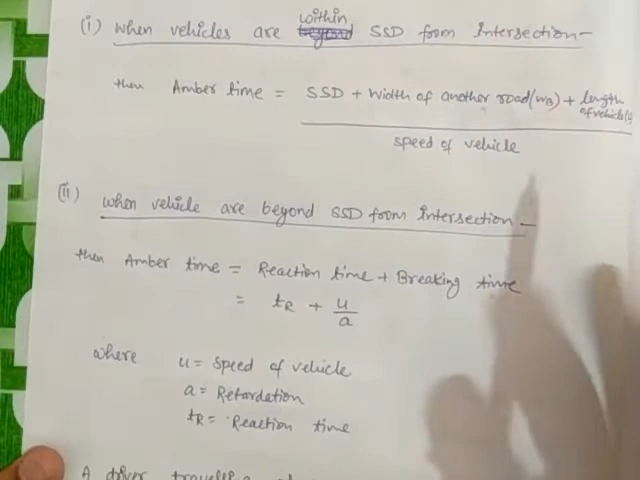 (i) When vehicles are within beyond SSD from Intersection-
then Amber time = SSD + Width of another road(WB) + length of vehicle(L)
speed of vehicle
(ii) When vehicle are beyond SSD from Intersection -
then Amber time = Reaction time + Breaking time
= tR + u/a
where u = Speed of vehicle
a = Retardation
tR = Reaction time
A driver